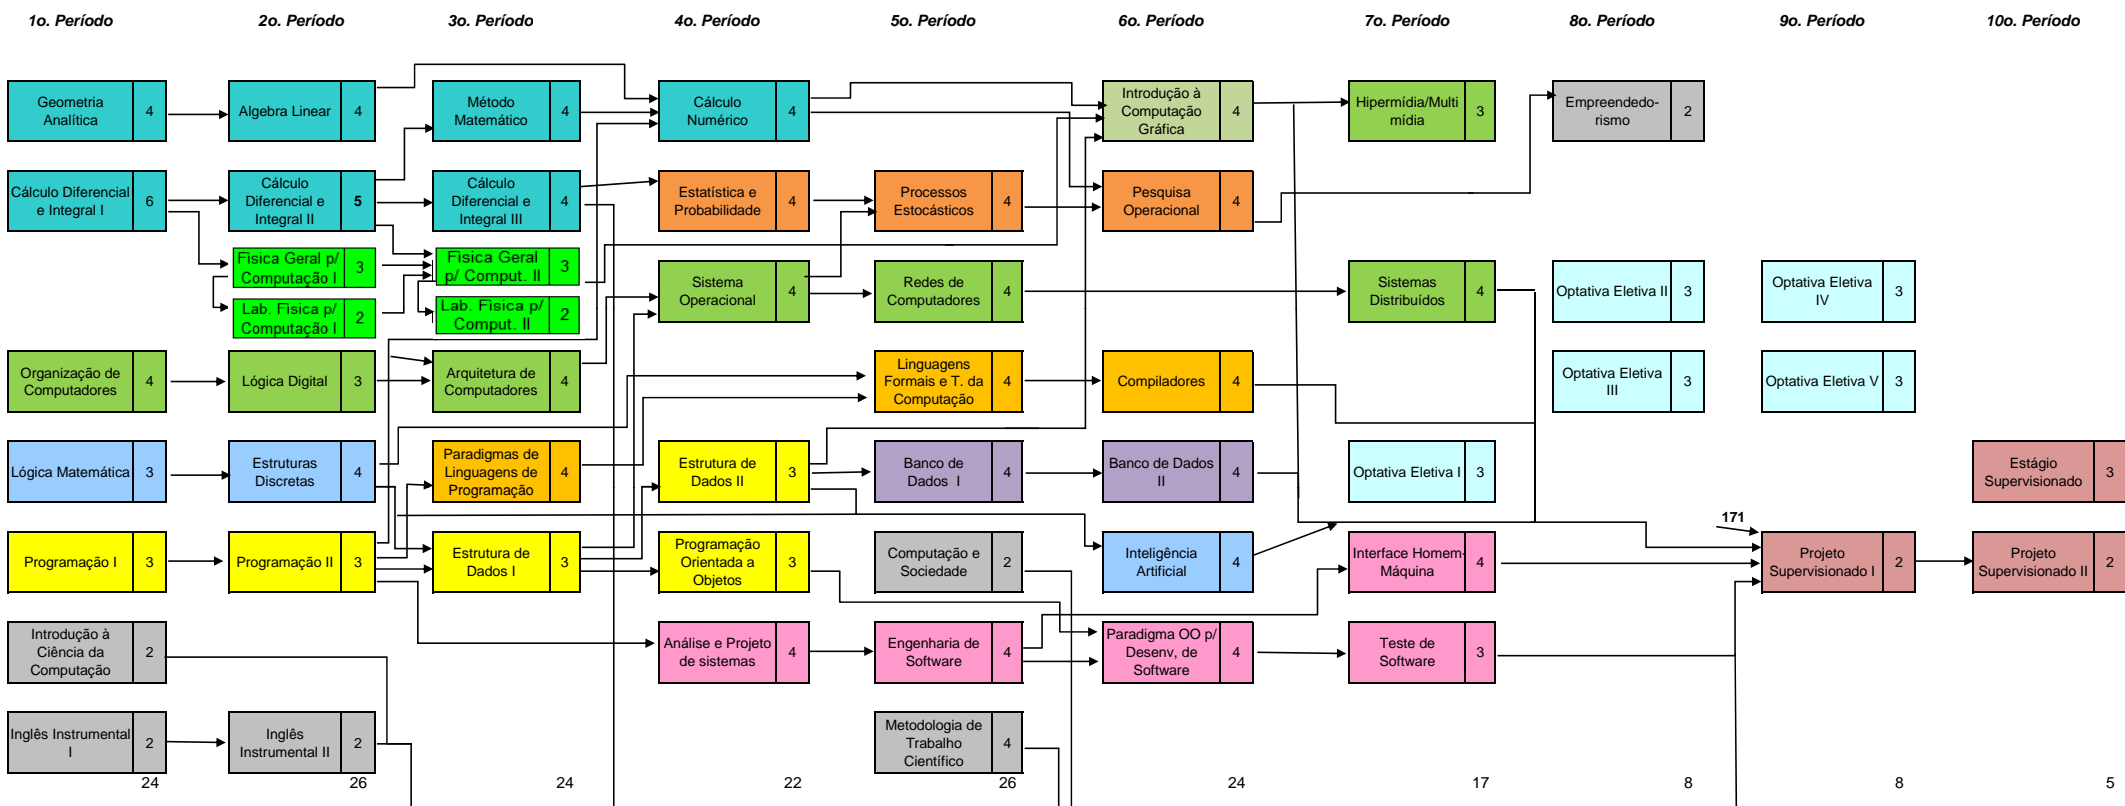 1o. Período
2o. Período
3o. Período
4o. Período
5o. Período
6o. Período
7o. Período
8o. Período
9o. Período
10o. Período
Geometria
Analítica
4
Algebra Linear
4
Método
Matemático
4
Cálculo
Numérico
4
Introdução à
Computação
Gráfica
4
Hipermídia/Multi
mídia
3
Empreendedo-
rismo
2
Cálculo Diferencial
e Integral I
6
Cálculo
Diferencial e
Integral II
5
Cálculo
Diferencial e
Integral III
4
Estatística e
Probabilidade
4
Processos
Estocásticos
4
Pesquisa
Operacional
4
Fìsica Geral p/
Computação I
3
Fìsica Geral
p/ Comput. II
3
Lab. Fìsica p/
Computação I
2
Lab. Fìsica p/
Comput. II
2
Sistema
Operacional
4
Redes de
Computadores
4
Sistemas
Distribuídos
4
Optativa Eletiva II
3
Optativa Eletiva
IV
3
Organização de
Computadores
4
Lógica Digital
3
Arquitetura de
Computadores
4
Linguagens
Formais e T. da
Computação
4
Compiladores
4
Optativa Eletiva
III
3
Optativa Eletiva V
3
Lógica Matemática
3
Estruturas
Discretas
4
Paradigmas de
Linguagens de
Programação
4
Estrutura de
Dados II
3
Banco de
Dados I
4
Banco de Dados
II
4
Optativa Eletiva I
3
Estágio
Supervisionado
3
171
Programação I
3
Programação II
3
Estrutura de
Dados I
3
Programação
Orientada a
Objetos
3
Computação e
Sociedade
2
Inteligência
Artificial
4
Interface Homem-
Máquina
4
Projeto
Supervisionado I
2
Projeto
Supervisionado II
2
Introdução à
Ciência da
Computação
2
Análise e Projeto
de sistemas
4
Engenharia de
Software
4
Paradigma OO p/
Desenv, de
Software
4
Teste de
Software
3
Inglês Instrumental
I
2
Inglês
Instrumental II
2
Metodologia de
Trabalho
Científico
4
24
26
24
22
26
24
17
8
8
5